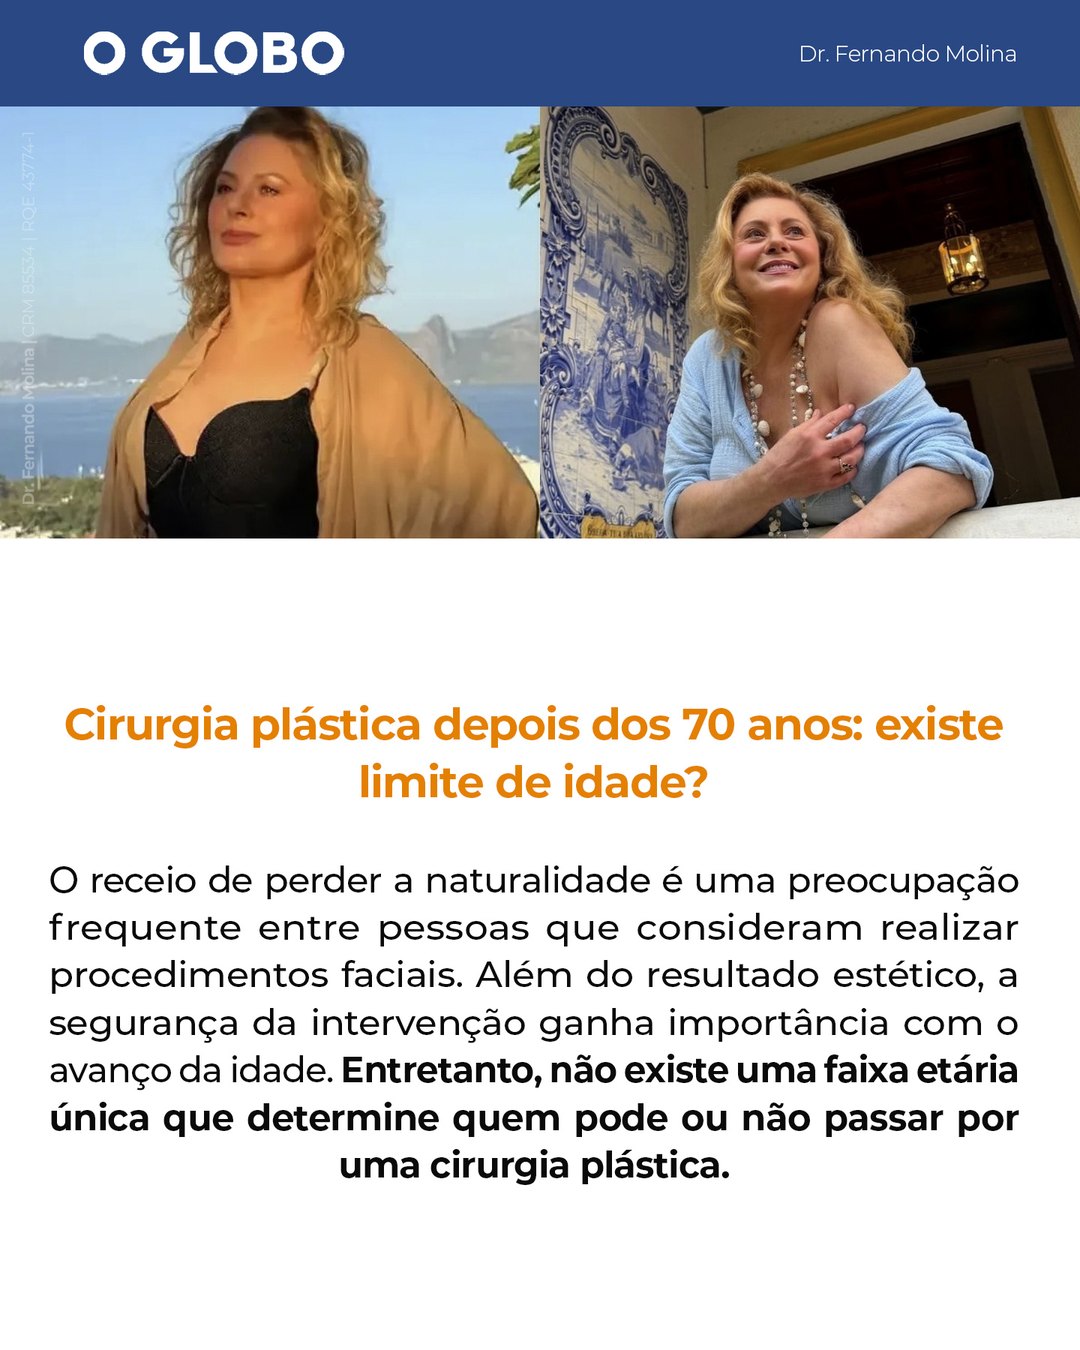 O GLOBO
Dr. Fernando Molina
Dr. Fernando Molina | CRM 85534 | RQE 43774-1
Cirurgia plástica depois dos 70 anos: existe
limite de idade?
O receio de perder a naturalidade é uma preocupação
frequente entre pessoas que consideram realizar
procedimentos faciais. Além do resultado estético, a
segurança da intervenção ganha importância com o
avanço da idade. Entretanto, não existe uma faixa etária
única que determine quem pode ou não passar por
uma cirurgia plástica.